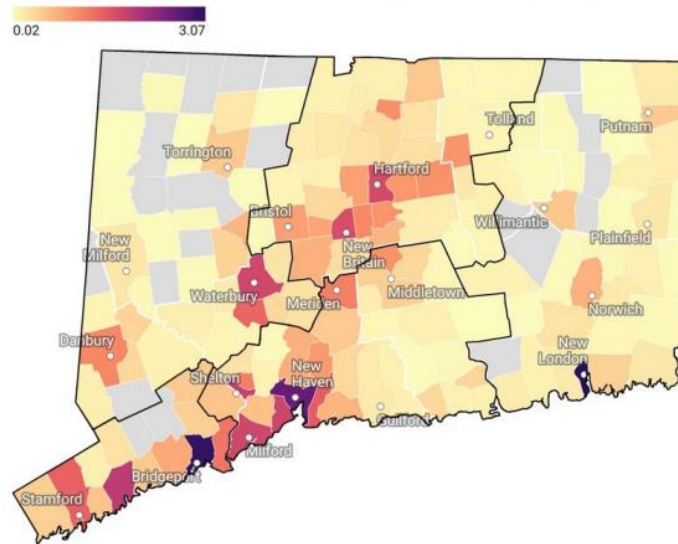 0.02 3.07
Torrington
Tolland
Putnam
Hartford
Bristol
Willimantic
New
Milford
New
Britain
Plainfield
Waterbury
Meriden
Middletown
Norwich
Danbury
New
London
Shelton
New
Haven
Guilford
Milford
Bridgeport
Stamford